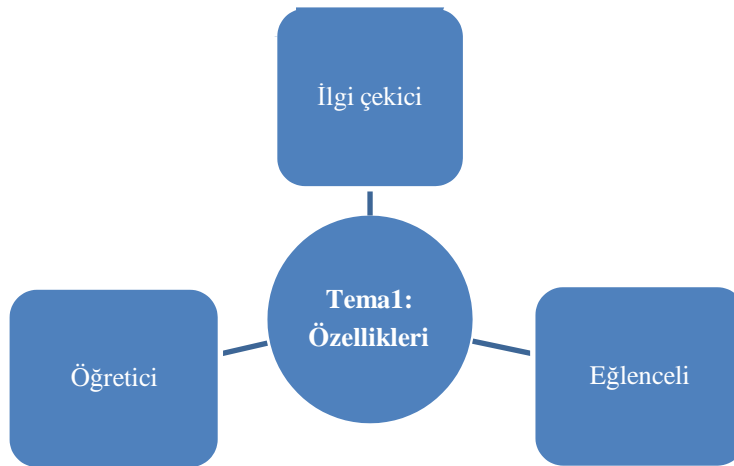 İlgi çekici
Tema1:
Özellikleri
Öğretici
Eğlenceli